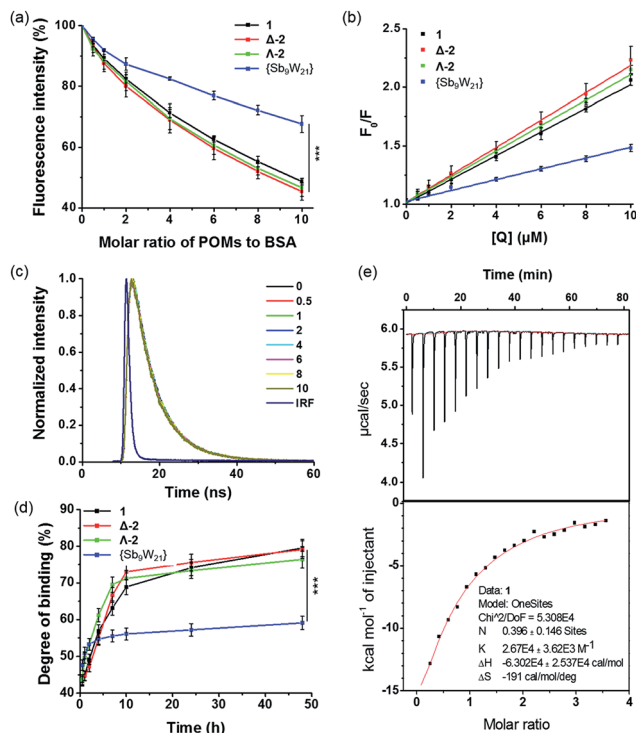 (a)
1
Δ-2
Λ-2
{Sb₉W₂₁}
***
Fluorescence intensity (%)
100
80
60
40
0 2 4 6 8 10
Molar ratio of POMs to BSA
(b)
1
Δ-2
Λ-2
{Sb₉W₂₁}
F₀/F
2.5
2.0
1.5
1.0
0 2 4 6 8 10
[Q] (μM)
(c)
0
0.5
1
2
4
6
8
10
IRF
Normalized intensity
1.0
0.8
0.6
0.4
0.2
0.0
0 20 40 60
Time (ns)
(d)
1
Δ-2
Λ-2
{Sb₉W₂₁}
***
Degree of binding (%)
90
80
70
60
50
40
0 10 20 30 40 50
Time (h)
(e)
Time (min)
0 10 20 30 40 50 60 70 80
μcal/sec
6.0
5.5
5.0
4.5
4.0
kcal mol⁻¹ of injectant
0
-5
-10
-15
Data: 1
Model: OneSites
Chi^2/DoF = 5.308E4
N 0.396 ± 0.146 Sites
K 2.67E4 ± 3.62E3 M⁻¹
ΔH -6.302E4 ± 2.537E4 cal/mol
ΔS -191 cal/mol/deg
0 1 2 3 4
Molar ratio